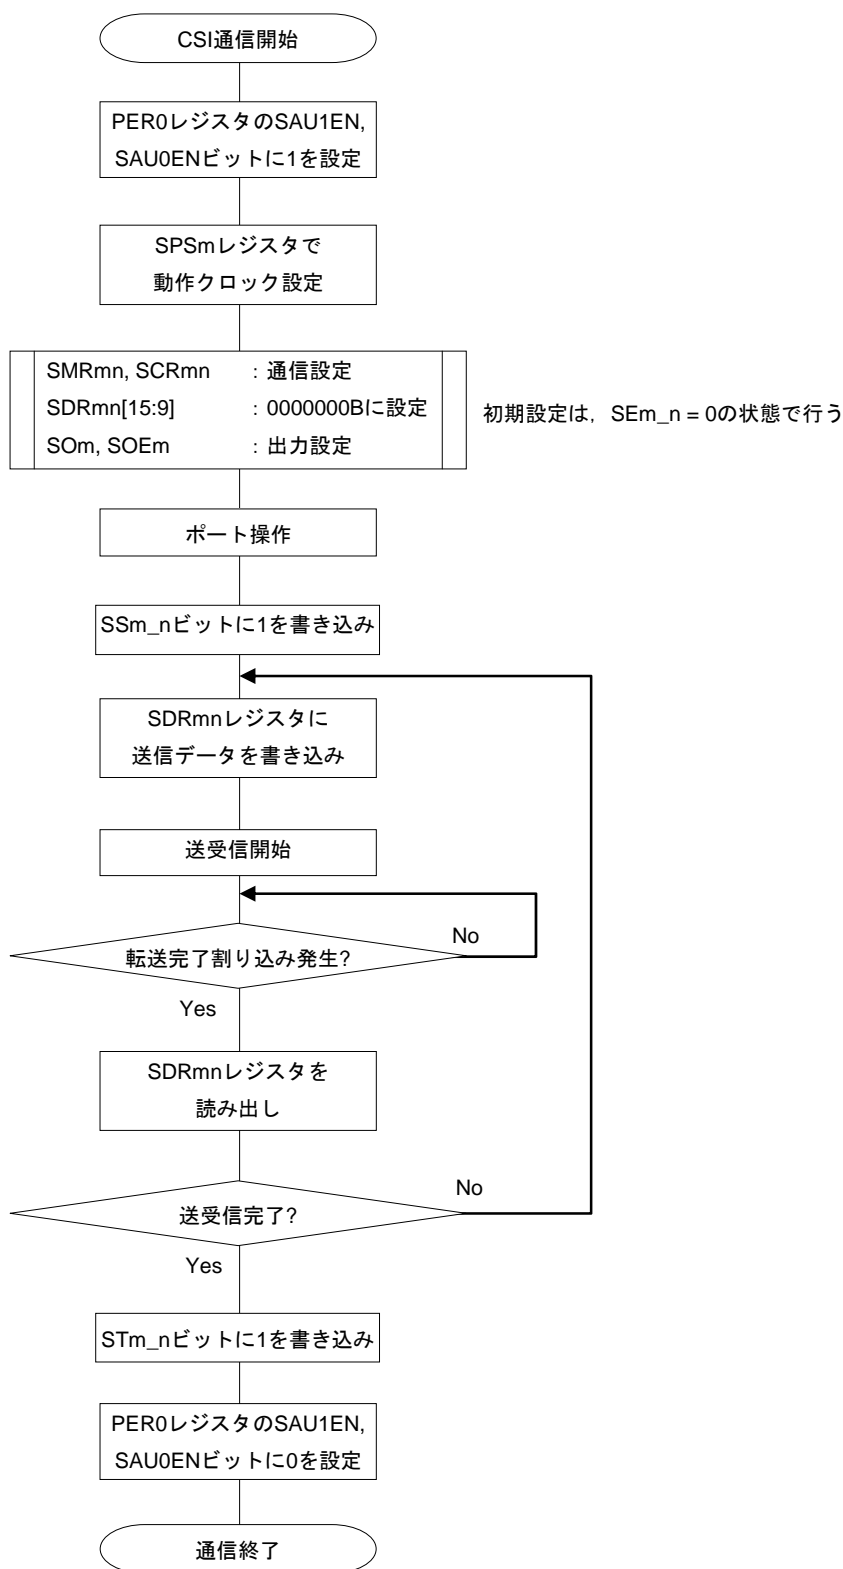 CSI通信開始
PER0レジスタのSAU1EN,
SAU0ENビットに1を設定
SPSmレジスタで
動作クロック設定
SMRmn, SCRmn : 通信設定
SDRmn[15:9] : 0000000Bに設定
SOm, SOEm : 出力設定
初期設定は，SEm_n = 0の状態で行う
ポート操作
SSm_nビットに1を書き込み
SDRmnレジスタに
送信データを書き込み
送受信開始
No
転送完了割り込み発生?
Yes
SDRmnレジスタを
読み出し
No
送受信完了?
Yes
STm_nビットに1を書き込み
PER0レジスタのSAU1EN,
SAU0ENビットに0を設定
通信終了